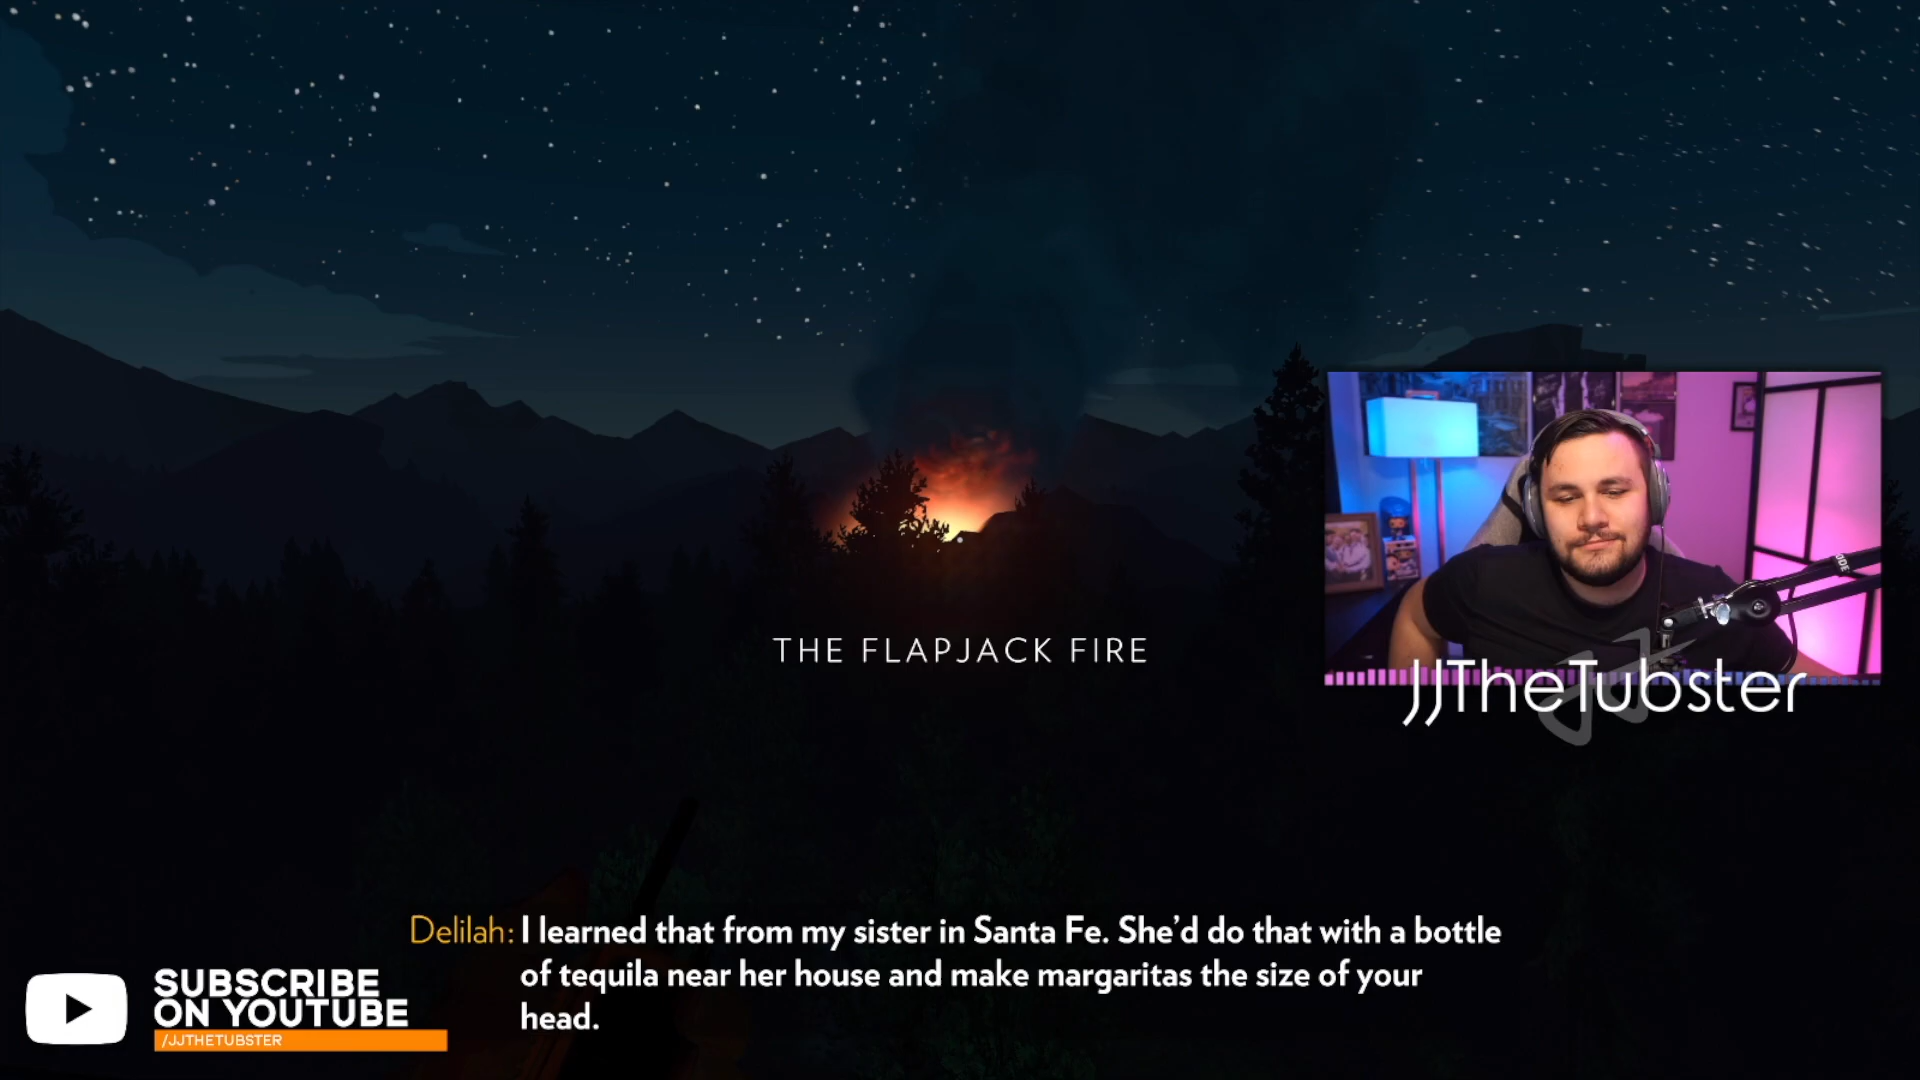 THE FLAPJACK FIRE
JJTheTubster
Delilah: I learned that from my sister in Santa Fe. She'd do that with a bottle
of tequila near her house and make margaritas the size of your
head.
SUBSCRIBE
ON YOUTUBE
/JJTHETUBSTER